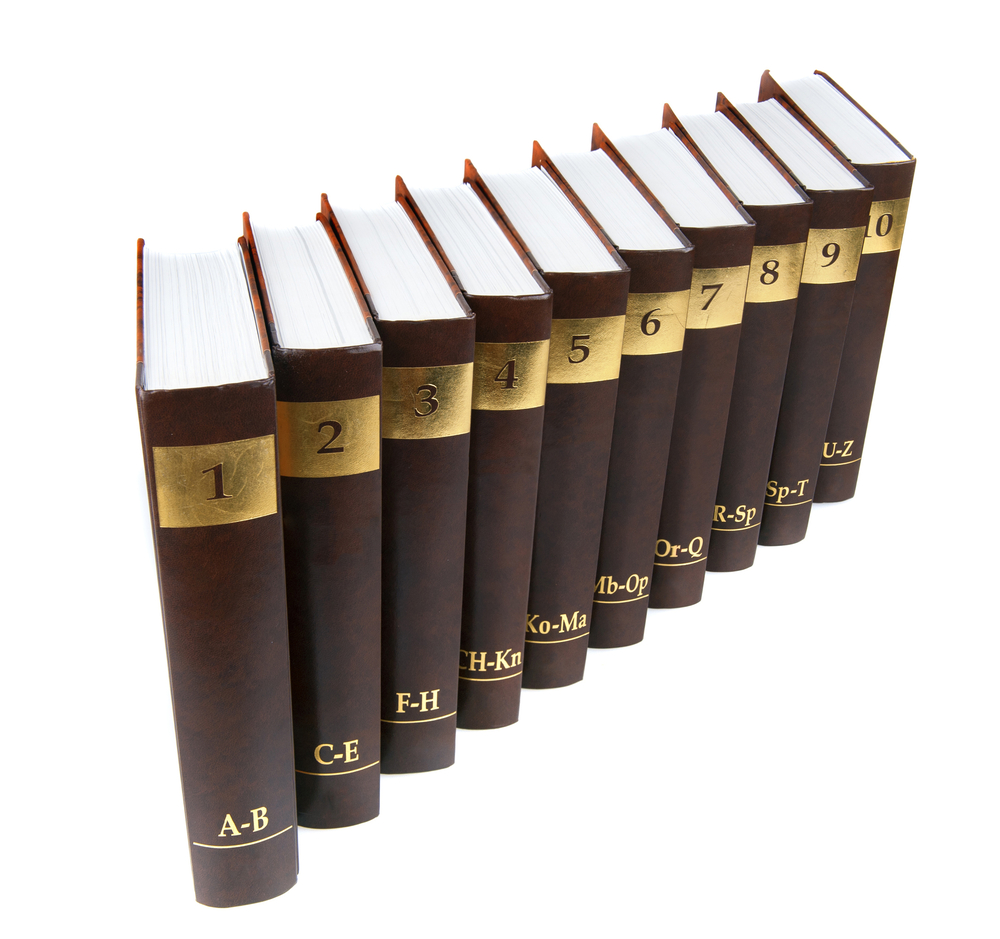 1
A-B
2
C-E
3
F-H
4
CH-Kn
5
Ko-Ma
6
Mb-Op
7
Or-Q
8
R-Sp
9
Sp-T
10
U-Z